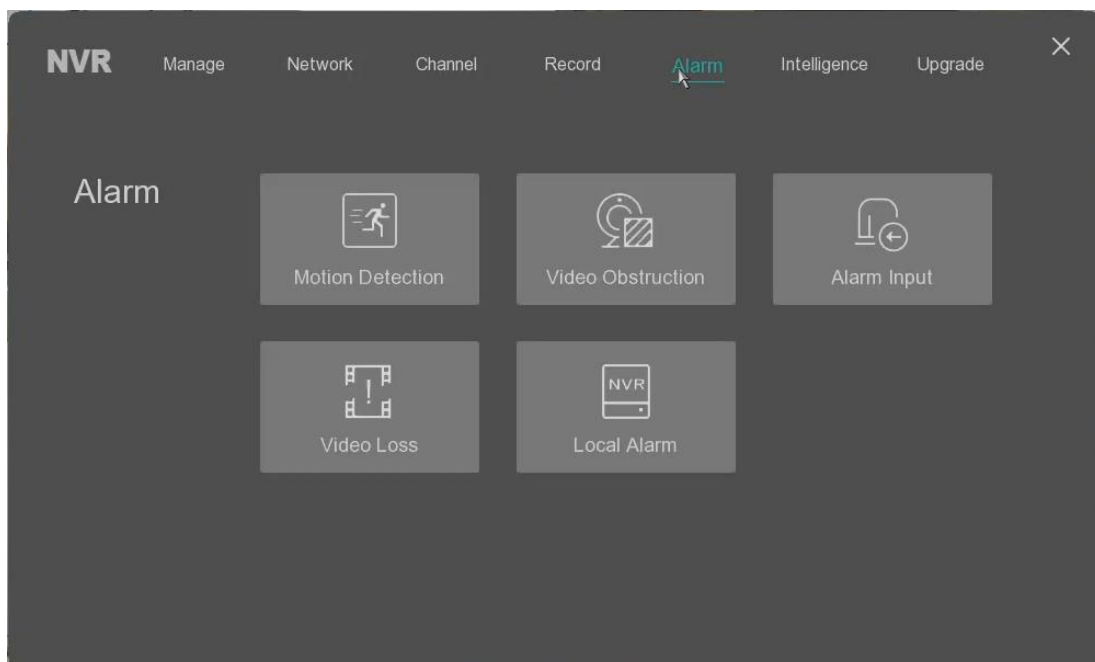 NVR Manage Network Channel Record Alarm Intelligence Upgrade
Alarm
Motion Detection Video Obstruction Alarm Input
NVR
Video Loss Local Alarm